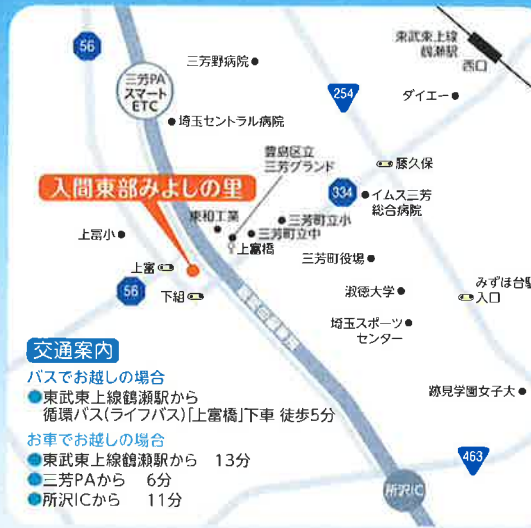 56
三芳野病院
東武東上線
鶴瀬駅
西口
三芳PA
スマート
ETC
254
ダイエー
埼玉セントラル病院
豊島区立
三芳グランド
藤久保
入間東部みよしの里
334
イムス三芳
総合病院
東和工業
三芳町立小
上富小
三芳町立中
上富橋
上富
三芳町役場
56
下組
淑徳大学
みずほ台駅
入口
埼玉スポーツ
センター
交通案内
バスでお越しの場合
東武東上線鶴瀬駅から
循環バス(ライフバス)「上富橋」下車 徒歩5分
跡見学園女子大
お車でお越しの場合
東武東上線鶴瀬駅から 13分
三芳PAから 6分
所沢ICから 11分
463
所沢IC